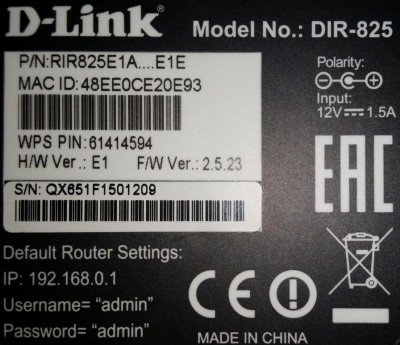 D-Link
Model No.: DIR-825
P/N:RIR825E1A....E1E
MAC ID:48EE0CE20E93
Polarity:
Input:
12V⎓1.5A
WPS PIN:61414594
H/W Ver.: E1 F/W Ver.: 2.5.23
S/N: QX651F1501209
EAC
Default Router Settings:
IP: 192.168.0.1
Username= “admin”
Password= “admin”
CE
MADE IN CHINA